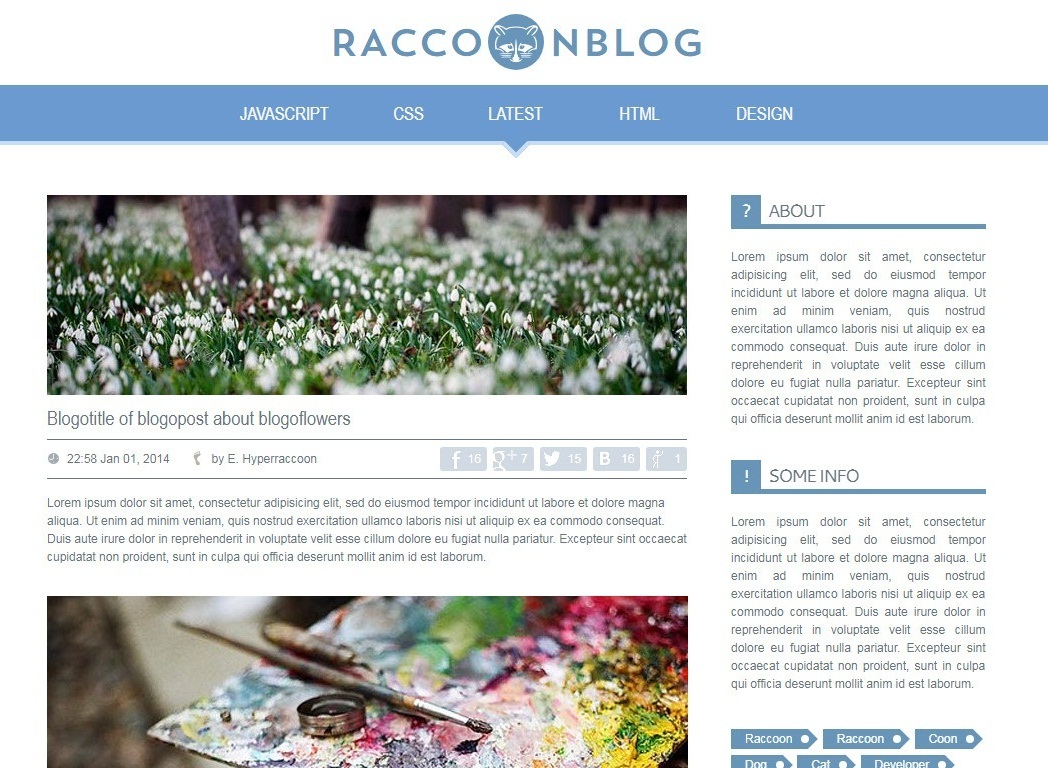 RACCOONBLOG
JAVASCRIPT CSS LATEST HTML DESIGN
Blogotitle of blogopost about blogoflowers
22:58 Jan 01, 2014 by E. Hyperraccoon f 16 g+ 7 15 B 16 1
Lorem ipsum dolor sit amet, consectetur adipisicing elit, sed do eiusmod tempor incididunt ut labore et dolore magna
aliqua. Ut enim ad minim veniam, quis nostrud exercitation ullamco laboris nisi ut aliquip ex ea commodo consequat.
Duis aute irure dolor in reprehenderit in voluptate velit esse cillum dolore eu fugiat nulla pariatur. Excepteur sint occaecat
cupidatat non proident, sunt in culpa qui officia deserunt mollit anim id est laborum.
? ABOUT
Lorem ipsum dolor sit amet, consectetur
adipisicing elit, sed do eiusmod tempor
incididunt ut labore et dolore magna aliqua. Ut
enim ad minim veniam, quis nostrud
exercitation ullamco laboris nisi ut aliquip ex ea
commodo consequat. Duis aute irure dolor in
reprehenderit in voluptate velit esse cillum
dolore eu fugiat nulla pariatur. Excepteur sint
occaecat cupidatat non proident, sunt in culpa
qui officia deserunt mollit anim id est laborum.
! SOME INFO
Lorem ipsum dolor sit amet, consectetur
adipisicing elit, sed do eiusmod tempor
incididunt ut labore et dolore magna aliqua. Ut
enim ad minim veniam, quis nostrud
exercitation ullamco laboris nisi ut aliquip ex ea
commodo consequat. Duis aute irure dolor in
reprehenderit in voluptate velit esse cillum
dolore eu fugiat nulla pariatur. Excepteur sint
occaecat cupidatat non proident, sunt in culpa
qui officia deserunt mollit anim id est laborum.
Raccoon Raccoon Coon
Dog Cat Developer